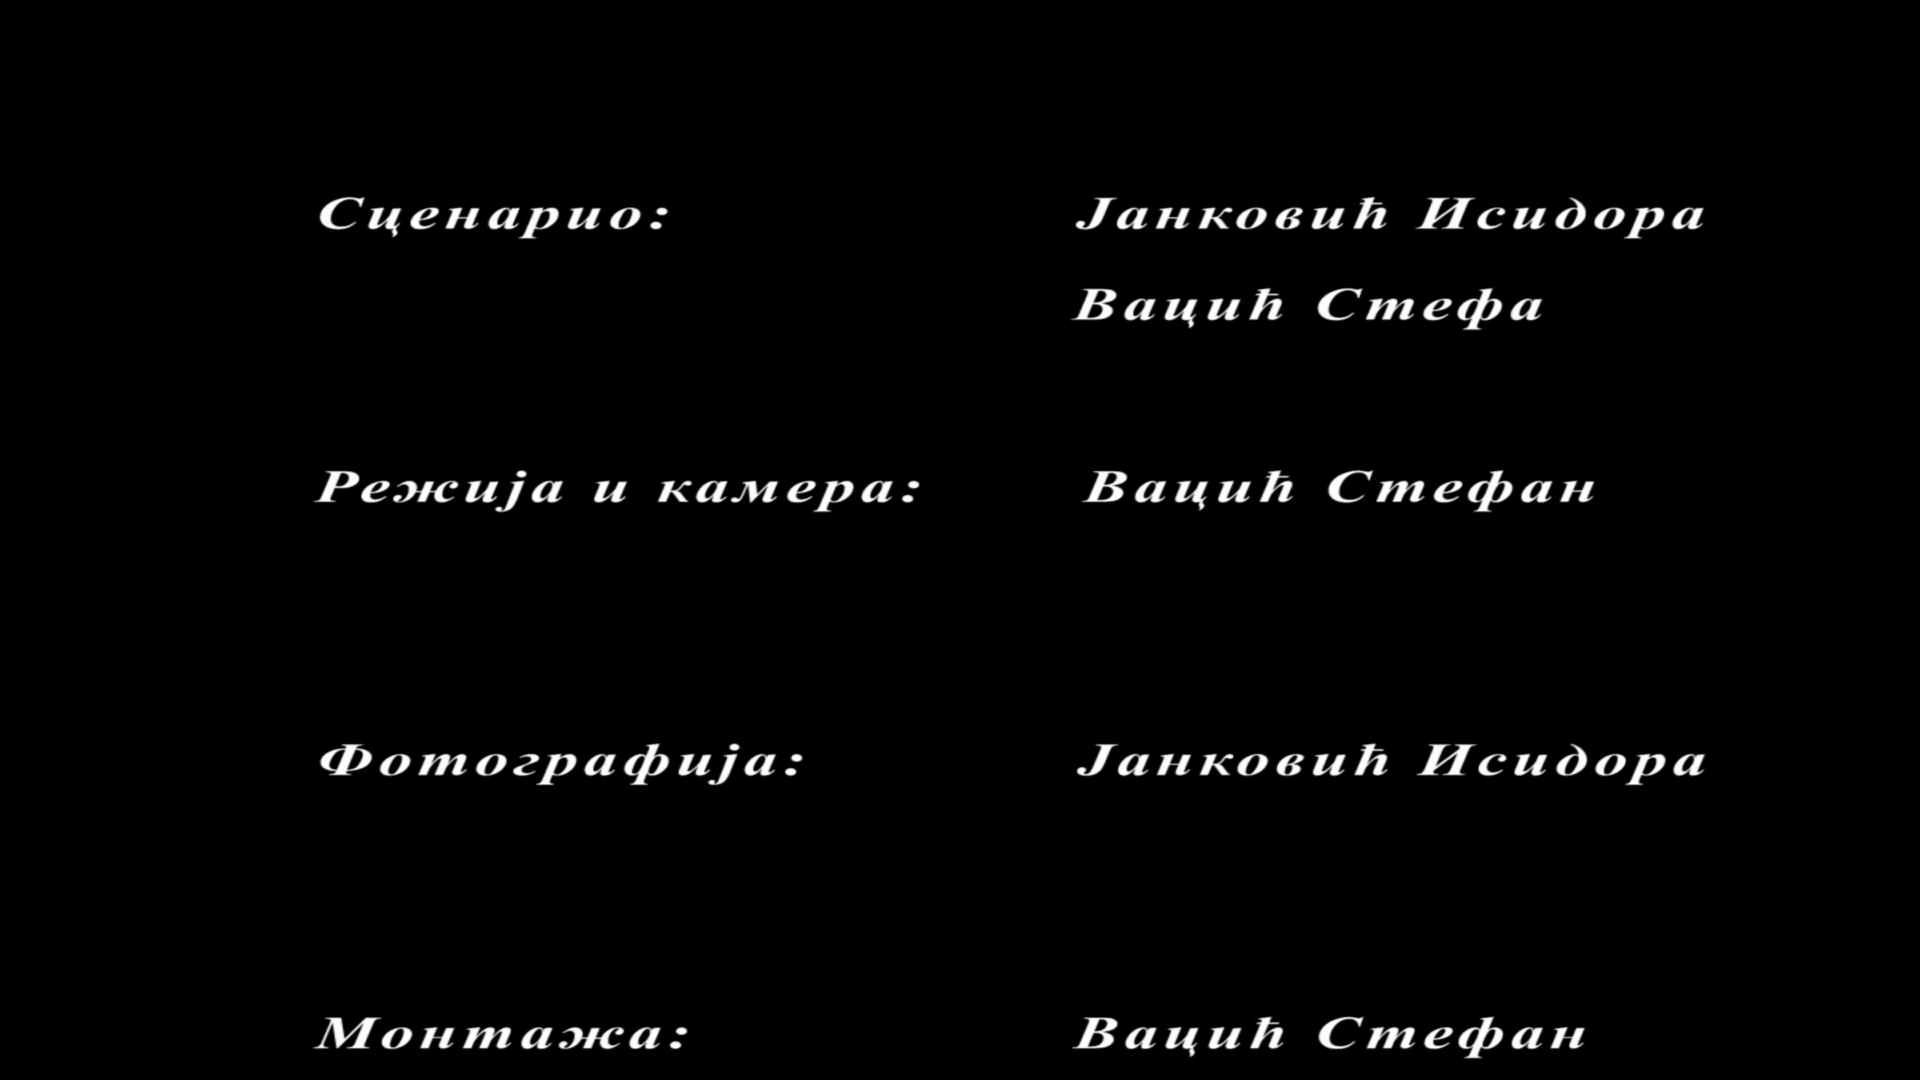 Сценарио: Јанковић Исидора
Вацић Стефа
Режија и камера: Вацић Стефан
Фотографија: Јанковић Исидора
Монтажа: Вацић Стефан